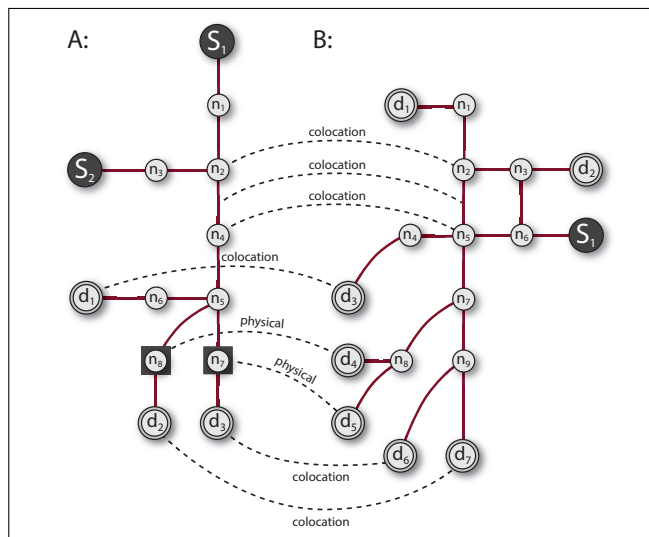 A: B:
S1
d1 n1
n1
colocation
S2 n3 n2
n2 n3 d2
colocation
colocation
n4
n4 n5 n6 S1
colocation
d1 n6 n5
d3
n7
physical
n8 n7
d4 n8 n9
physical
d2 d3
d5
d6 d7
colocation
colocation